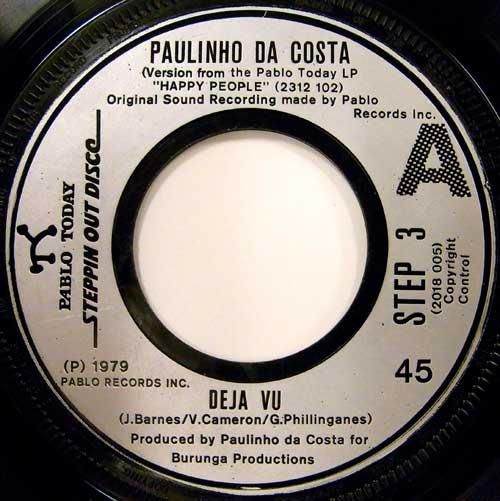 PAULINHO DA COSTA
(Version from the Pablo Today LP
"HAPPY PEOPLE" (2312 102)
Original Sound Recording made by Pablo
Records Inc.
A
PABLO TODAY
STEPPIN OUT DISCO
STEP 3
(2018 005)
Copyright
Control
(P) 1979
PABLO RECORDS INC.
45
DEJA VU
(J.Barnes/V.Cameron/G.Phillinganes)
Produced by Paulinho da Costa for
Burunga Productions